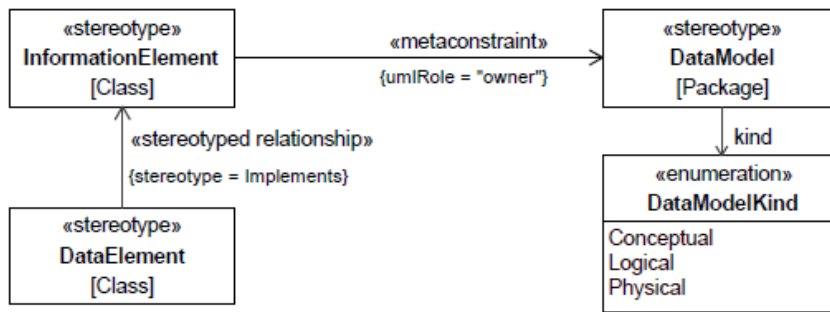 «stereotype»
InformationElement
[Class]
«metaconstraint»
{umlRole = "owner"}
«stereotype»
DataModel
[Package]
«stereotyped relationship»
{stereotype = Implements}
kind
«stereotype»
DataElement
[Class]
«enumeration»
DataModelKind
Conceptual
Logical
Physical